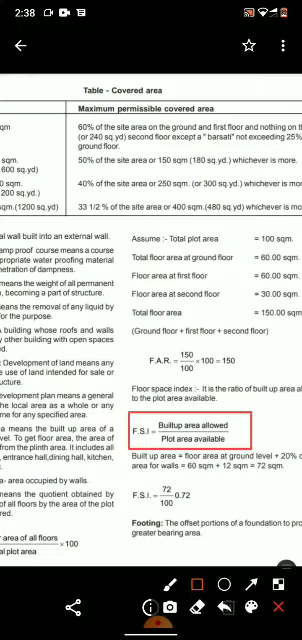 2:38
Table - Covered area
Maximum permissible covered area
sqm
60% of the site area on the ground and first floor and nothing on th
(or 240 sq.yd) second floor except a " barsati" not exceeding 25%
ground floor.
sqm.
600 sq.yd)
50% of the site area or 150 sqm (180 sq.yd.) whichever is more.
0 sqm.
200 sq.yd.)
40% of the site area or 250 sqm. (or 300 sq.yd.) whichever is mor
sqm.(1200 sq.yd)
33 1/2 % of the site area or 400 sqm.(480 sq.yd) whichever is mor
al wall built into an external wall.
amp proof course means a course
propriate water proofing material
netration of dampness.
means the weight of all permanent
n, becoming a part of structure.
means the removal of any liquid by
for the purpose.
A building whose roofs and walls
y other building with open spaces
d.
: Development of land means any
e use of land intended for sale or
ucture.
development plan means a general
he local area as a whole or any
me for any specified area.
ea means the built up area of a
vel. To get floor area, the area of
from the plinth area. It includes all
, entrance hall,dining hall, kitchen,
s.
a- area occupied by walls.
means the quotient obtained by
of all floors by the area of the plot
red.
area of all floors
al plot area
×100
Assume :- Total plot area = 100 sqm.
Total floor area at ground floor = 60.00 sqm.
Floor area at first floor = 60.00 sqm.
Floor area at second floor = 30.00 sqm.
Total floor area = 150.00 sqm
(Ground floor + first floor + second floor)
F.A.R. = 150/100 ×100 = 150
Floor space index :- It is the ratio of built up area al
to the plot area available.
F.S.I = Builtup area allowed
Plot area available
Built up area = floor area at ground level + 20% o
area for walls = 60 sqm + 12 sqm = 72 sqm.
F.S.I. = 72/100 0.72
Footing: The offset portions of a foundation to pro
greater bearing area.